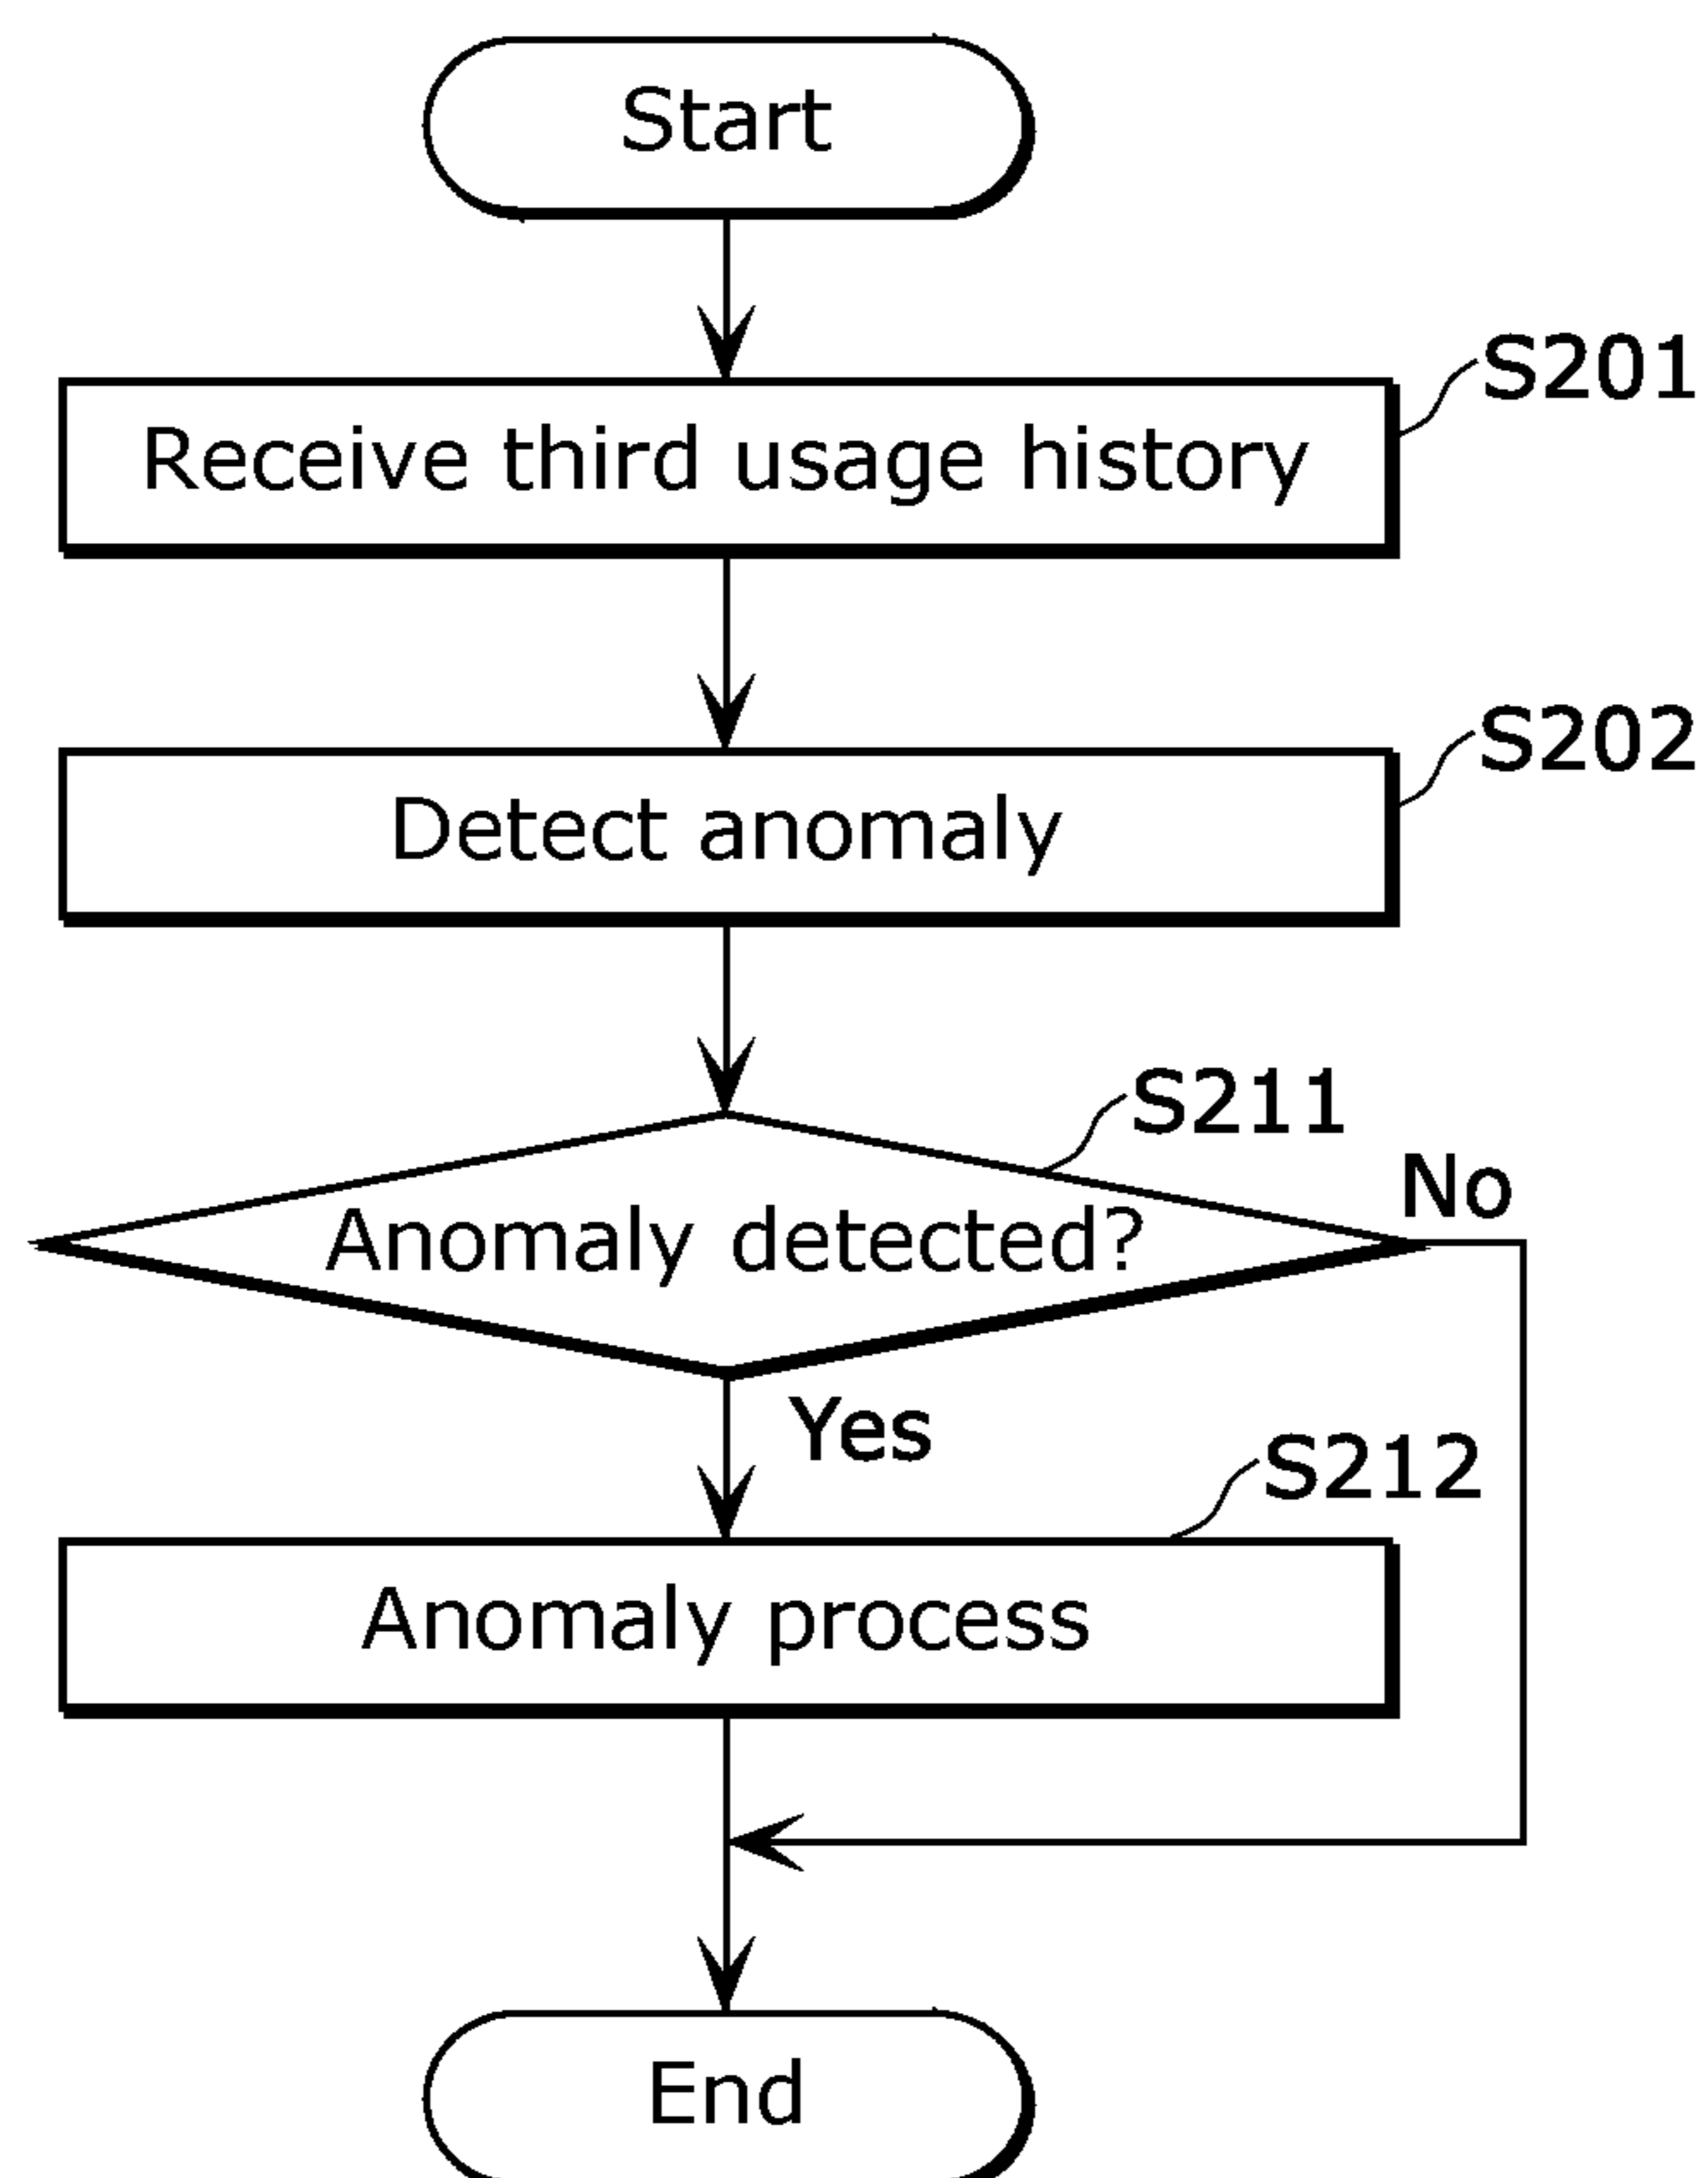 Start
S201
Receive third usage history
S202
Detect anomaly
S211
No
Anomaly detected?
Yes
S212
Anomaly process
End